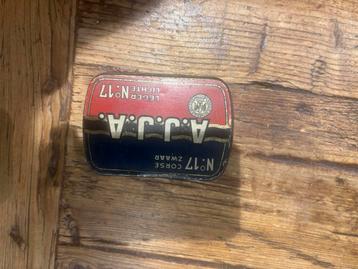 N° 17 CORSE
ZWAAR
A.J.J.A.
LEGER N° 17
LICHTE